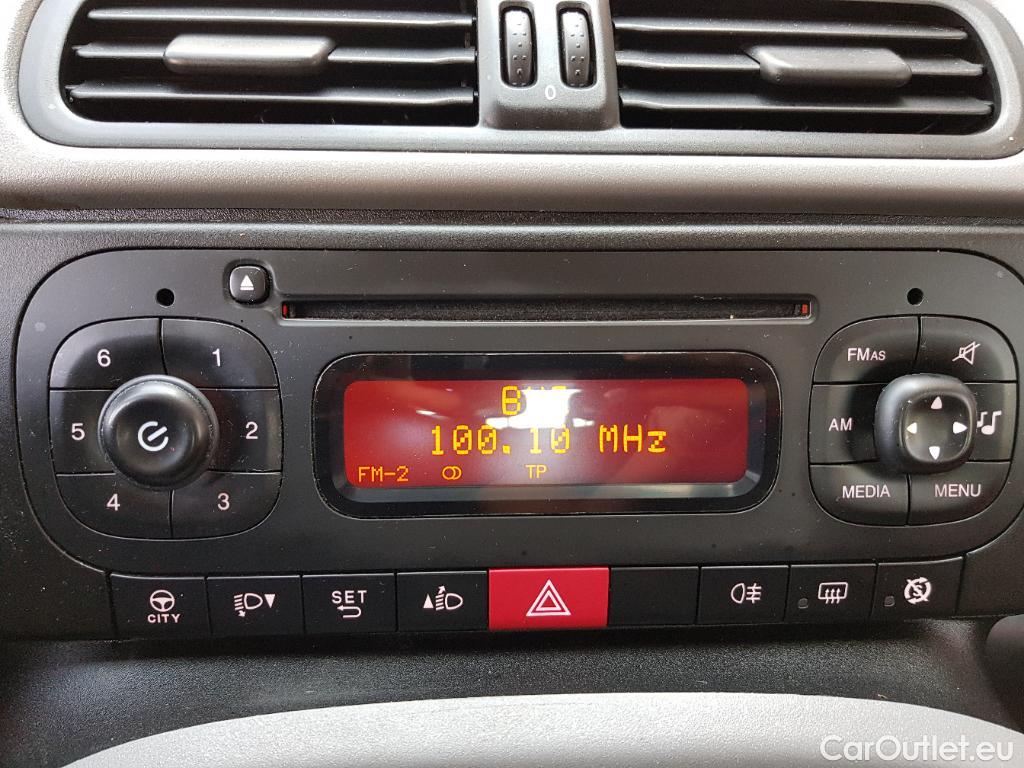 0
6 1
5 2
4 3
100.10 MHz
FM-2 TP
FMAS
AM
MEDIA MENU
CITY
SET
CarOutlet.eu